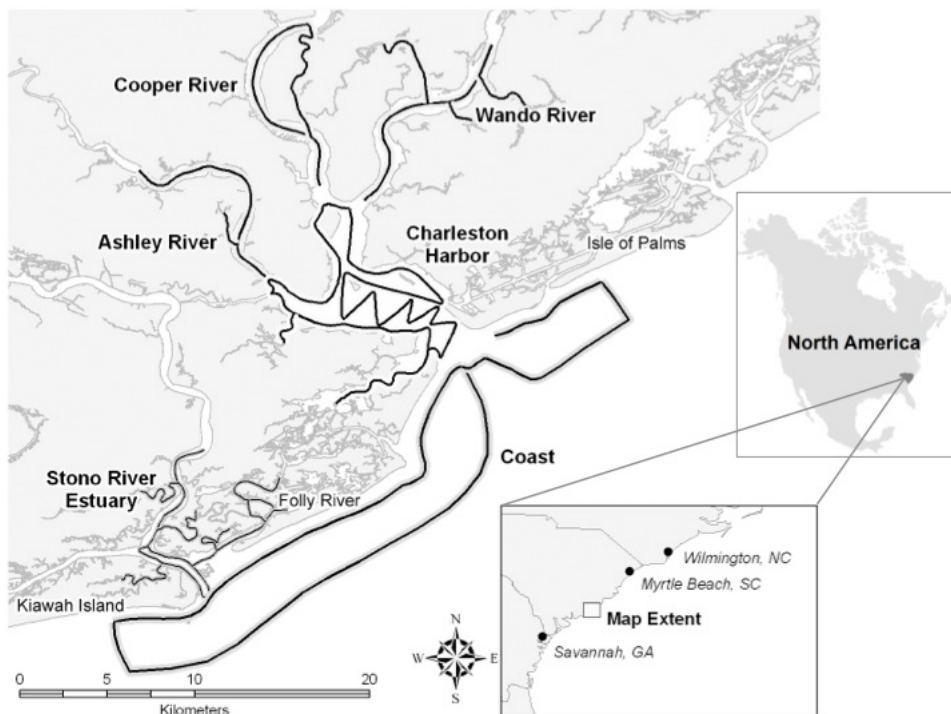 Cooper River
Wando River
Ashley River
Charleston
Harbor
Isle of Palms
North America
Stono River
Estuary
Folly River
Coast
Kiawah Island
Wilmington, NC
Myrtle Beach, SC
Map Extent
Savannah, GA
N
W
E
S
0 5 10 20
Kilometers